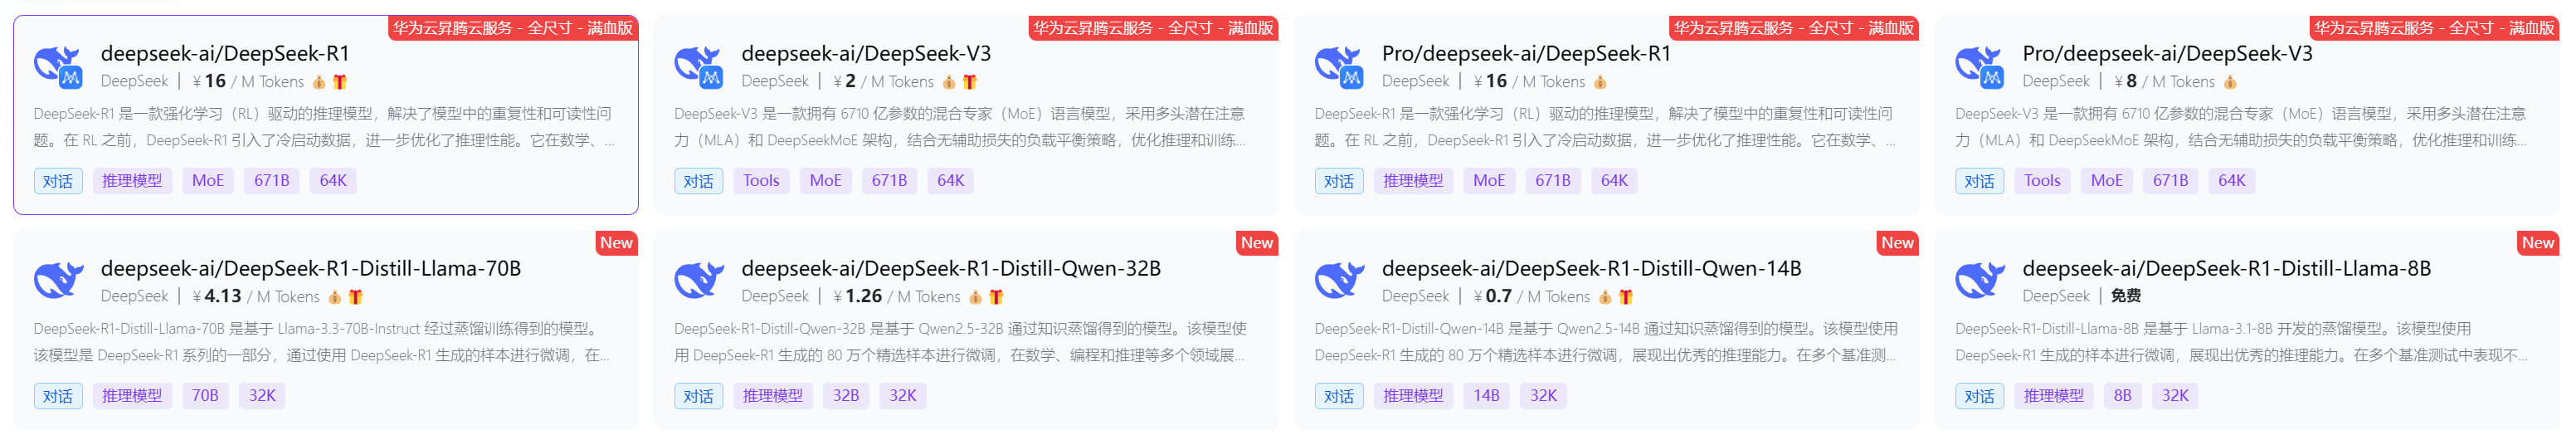 华为云昇腾云服务 - 全尺寸 - 满血版
deepseek-ai/DeepSeek-R1
DeepSeek | ¥ 16 / M Tokens
DeepSeek-R1 是一款强化学习（RL）驱动的推理模型，解决了模型中的重复性和可读性问
题。在 RL 之前，DeepSeek-R1 引入了冷启动数据，进一步优化了推理性能。它在数学、...
对话 推理模型 MoE 671B 64K
华为云昇腾云服务 - 全尺寸 - 满血版
deepseek-ai/DeepSeek-V3
DeepSeek | ¥ 2 / M Tokens
DeepSeek-V3 是一款拥有 6710 亿参数的混合专家（MoE）语言模型，采用多头潜在注意
力（MLA）和 DeepSeekMoE 架构，结合无辅助损失的负载平衡策略，优化推理和训练...
对话 Tools MoE 671B 64K
华为云昇腾云服务 - 全尺寸 - 满血版
Pro/deepseek-ai/DeepSeek-R1
DeepSeek | ¥ 16 / M Tokens
DeepSeek-R1 是一款强化学习（RL）驱动的推理模型，解决了模型中的重复性和可读性问
题。在 RL 之前，DeepSeek-R1 引入了冷启动数据，进一步优化了推理性能。它在数学、...
对话 推理模型 MoE 671B 64K
华为云昇腾云服务 - 全尺寸 - 满血版
Pro/deepseek-ai/DeepSeek-V3
DeepSeek | ¥ 8 / M Tokens
DeepSeek-V3 是一款拥有 6710 亿参数的混合专家（MoE）语言模型，采用多头潜在注意
力（MLA）和 DeepSeekMoE 架构，结合无辅助损失的负载平衡策略，优化推理和训练...
对话 Tools MoE 671B 64K
New
deepseek-ai/DeepSeek-R1-Distill-Llama-70B
DeepSeek | ¥ 4.13 / M Tokens
DeepSeek-R1-Distill-Llama-70B 是基于 Llama-3.3-70B-Instruct 经过蒸馏训练得到的模型。
该模型是 DeepSeek-R1 系列的一部分，通过使用 DeepSeek-R1 生成的样本进行微调，在...
对话 推理模型 70B 32K
New
deepseek-ai/DeepSeek-R1-Distill-Qwen-32B
DeepSeek | ¥ 1.26 / M Tokens
DeepSeek-R1-Distill-Qwen-32B 是基于 Qwen2.5-32B 通过知识蒸馏得到的模型。该模型使
用 DeepSeek-R1 生成的 80 万个精选样本进行微调，在数学、编程和推理等多个领域展...
对话 推理模型 32B 32K
New
deepseek-ai/DeepSeek-R1-Distill-Qwen-14B
DeepSeek | ¥ 0.7 / M Tokens
DeepSeek-R1-Distill-Qwen-14B 是基于 Qwen2.5-14B 通过知识蒸馏得到的模型。该模型使用
DeepSeek-R1 生成的 80 万个精选样本进行微调，展现出优秀的推理能力。在多个基准测...
对话 推理模型 14B 32K
New
deepseek-ai/DeepSeek-R1-Distill-Llama-8B
DeepSeek | 免费
DeepSeek-R1-Distill-Llama-8B 是基于 Llama-3.1-8B 开发的蒸馏模型。该模型使用
DeepSeek-R1 生成的样本进行微调，展现出优秀的推理能力。在多个基准测试中表现不...
对话 推理模型 8B 32K